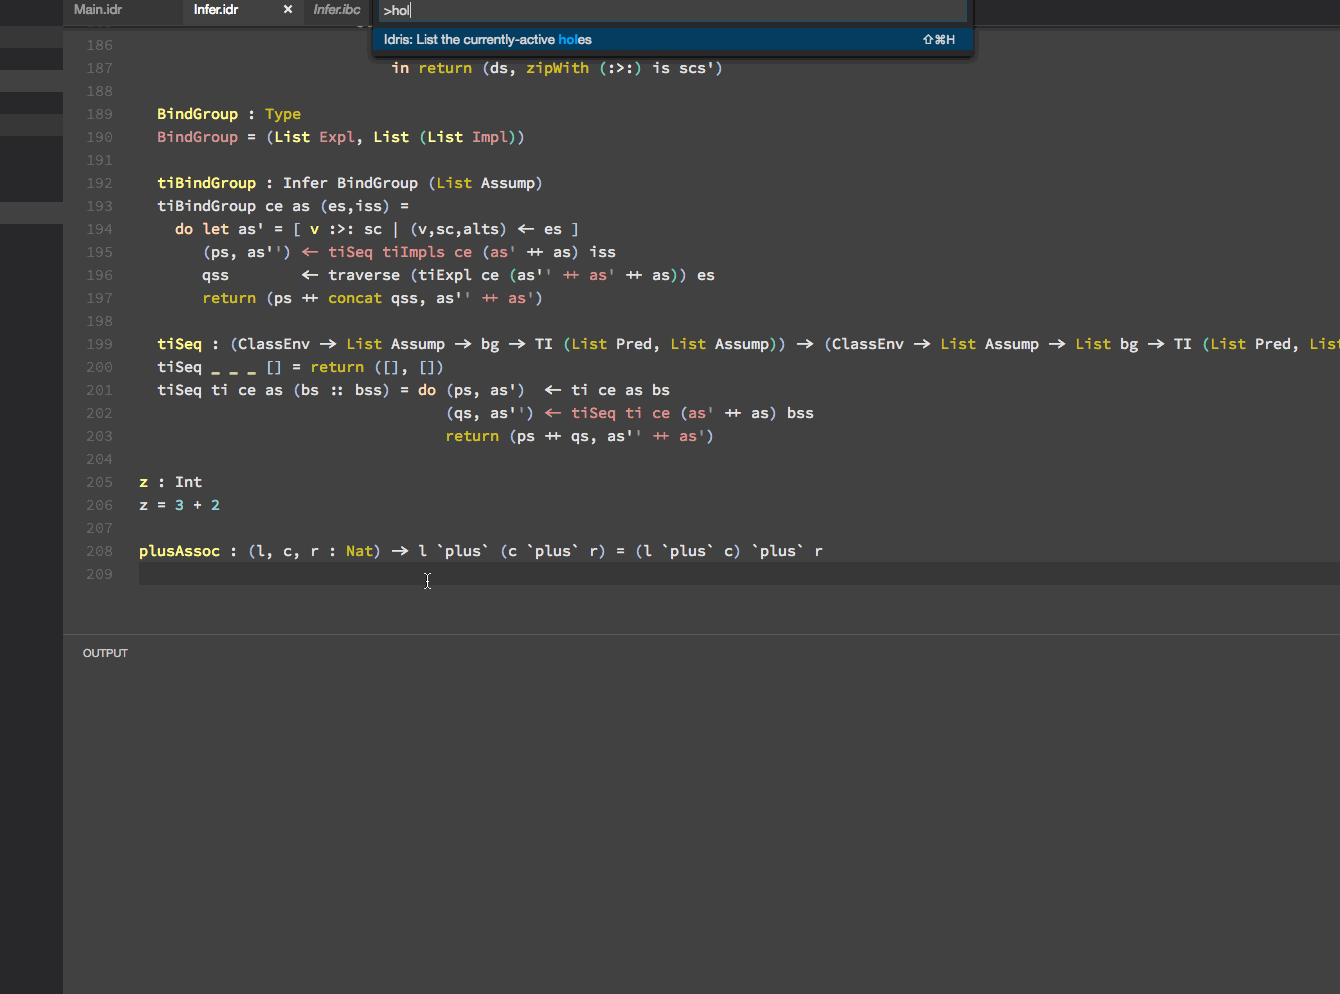 Main.idr Infer.idr × Infer.ibc
>hol
Idris: List the currently-active holes ⇧⌘H
186
187 in return (ds, zipWith (:>:) is scs')
188
189 BindGroup : Type
190 BindGroup = (List Expl, List (List Impl))
191
192 tiBindGroup : Infer BindGroup (List Assump)
193 tiBindGroup ce as (es,iss) =
194 do let as' = [ v :>: sc | (v,sc,alts) <- es ]
195 (ps, as'') <- tiSeq tiImpls ce (as' ++ as) iss
196 qss <- traverse (tiExpl ce (as'' ++ as' ++ as)) es
197 return (ps ++ concat qss, as'' ++ as')
198
199 tiSeq : (ClassEnv -> List Assump -> bg -> TI (List Pred, List Assump)) -> (ClassEnv -> List Assump -> List bg -> TI (List Pred, List
200 tiSeq _ _ _ [] = return ([], [])
201 tiSeq ti ce as (bs :: bss) = do (ps, as') <- ti ce as bs
202 (qs, as'') <- tiSeq ti ce (as' ++ as) bss
203 return (ps ++ qs, as'' ++ as')
204
205 z : Int
206 z = 3 + 2
207
208 plusAssoc : (l, c, r : Nat) -> l `plus` (c `plus` r) = (l `plus` c) `plus` r
209
OUTPUT